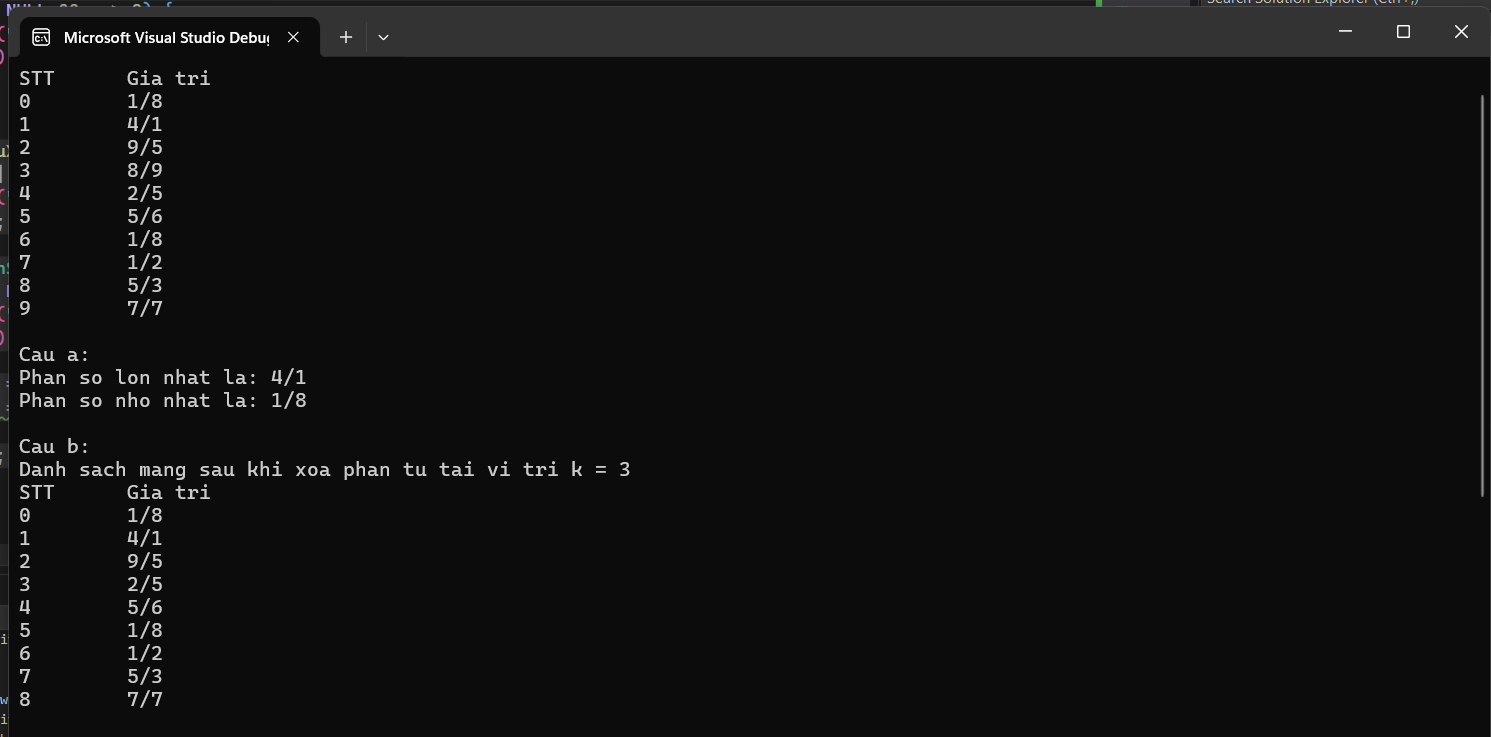 Search Solution Explorer (Ctrl+;)
Microsoft Visual Studio Debug
STT Gia tri
0 1/8
1 4/1
2 9/5
3 8/9
4 2/5
5 5/6
6 1/8
7 1/2
8 5/3
9 7/7
Cau a:
Phan so lon nhat la: 4/1
Phan so nho nhat la: 1/8
Cau b:
Danh sach mang sau khi xoa phan tu tai vi tri k = 3
STT Gia tri
0 1/8
1 4/1
2 9/5
3 2/5
4 5/6
5 1/8
6 1/2
7 5/3
8 7/7